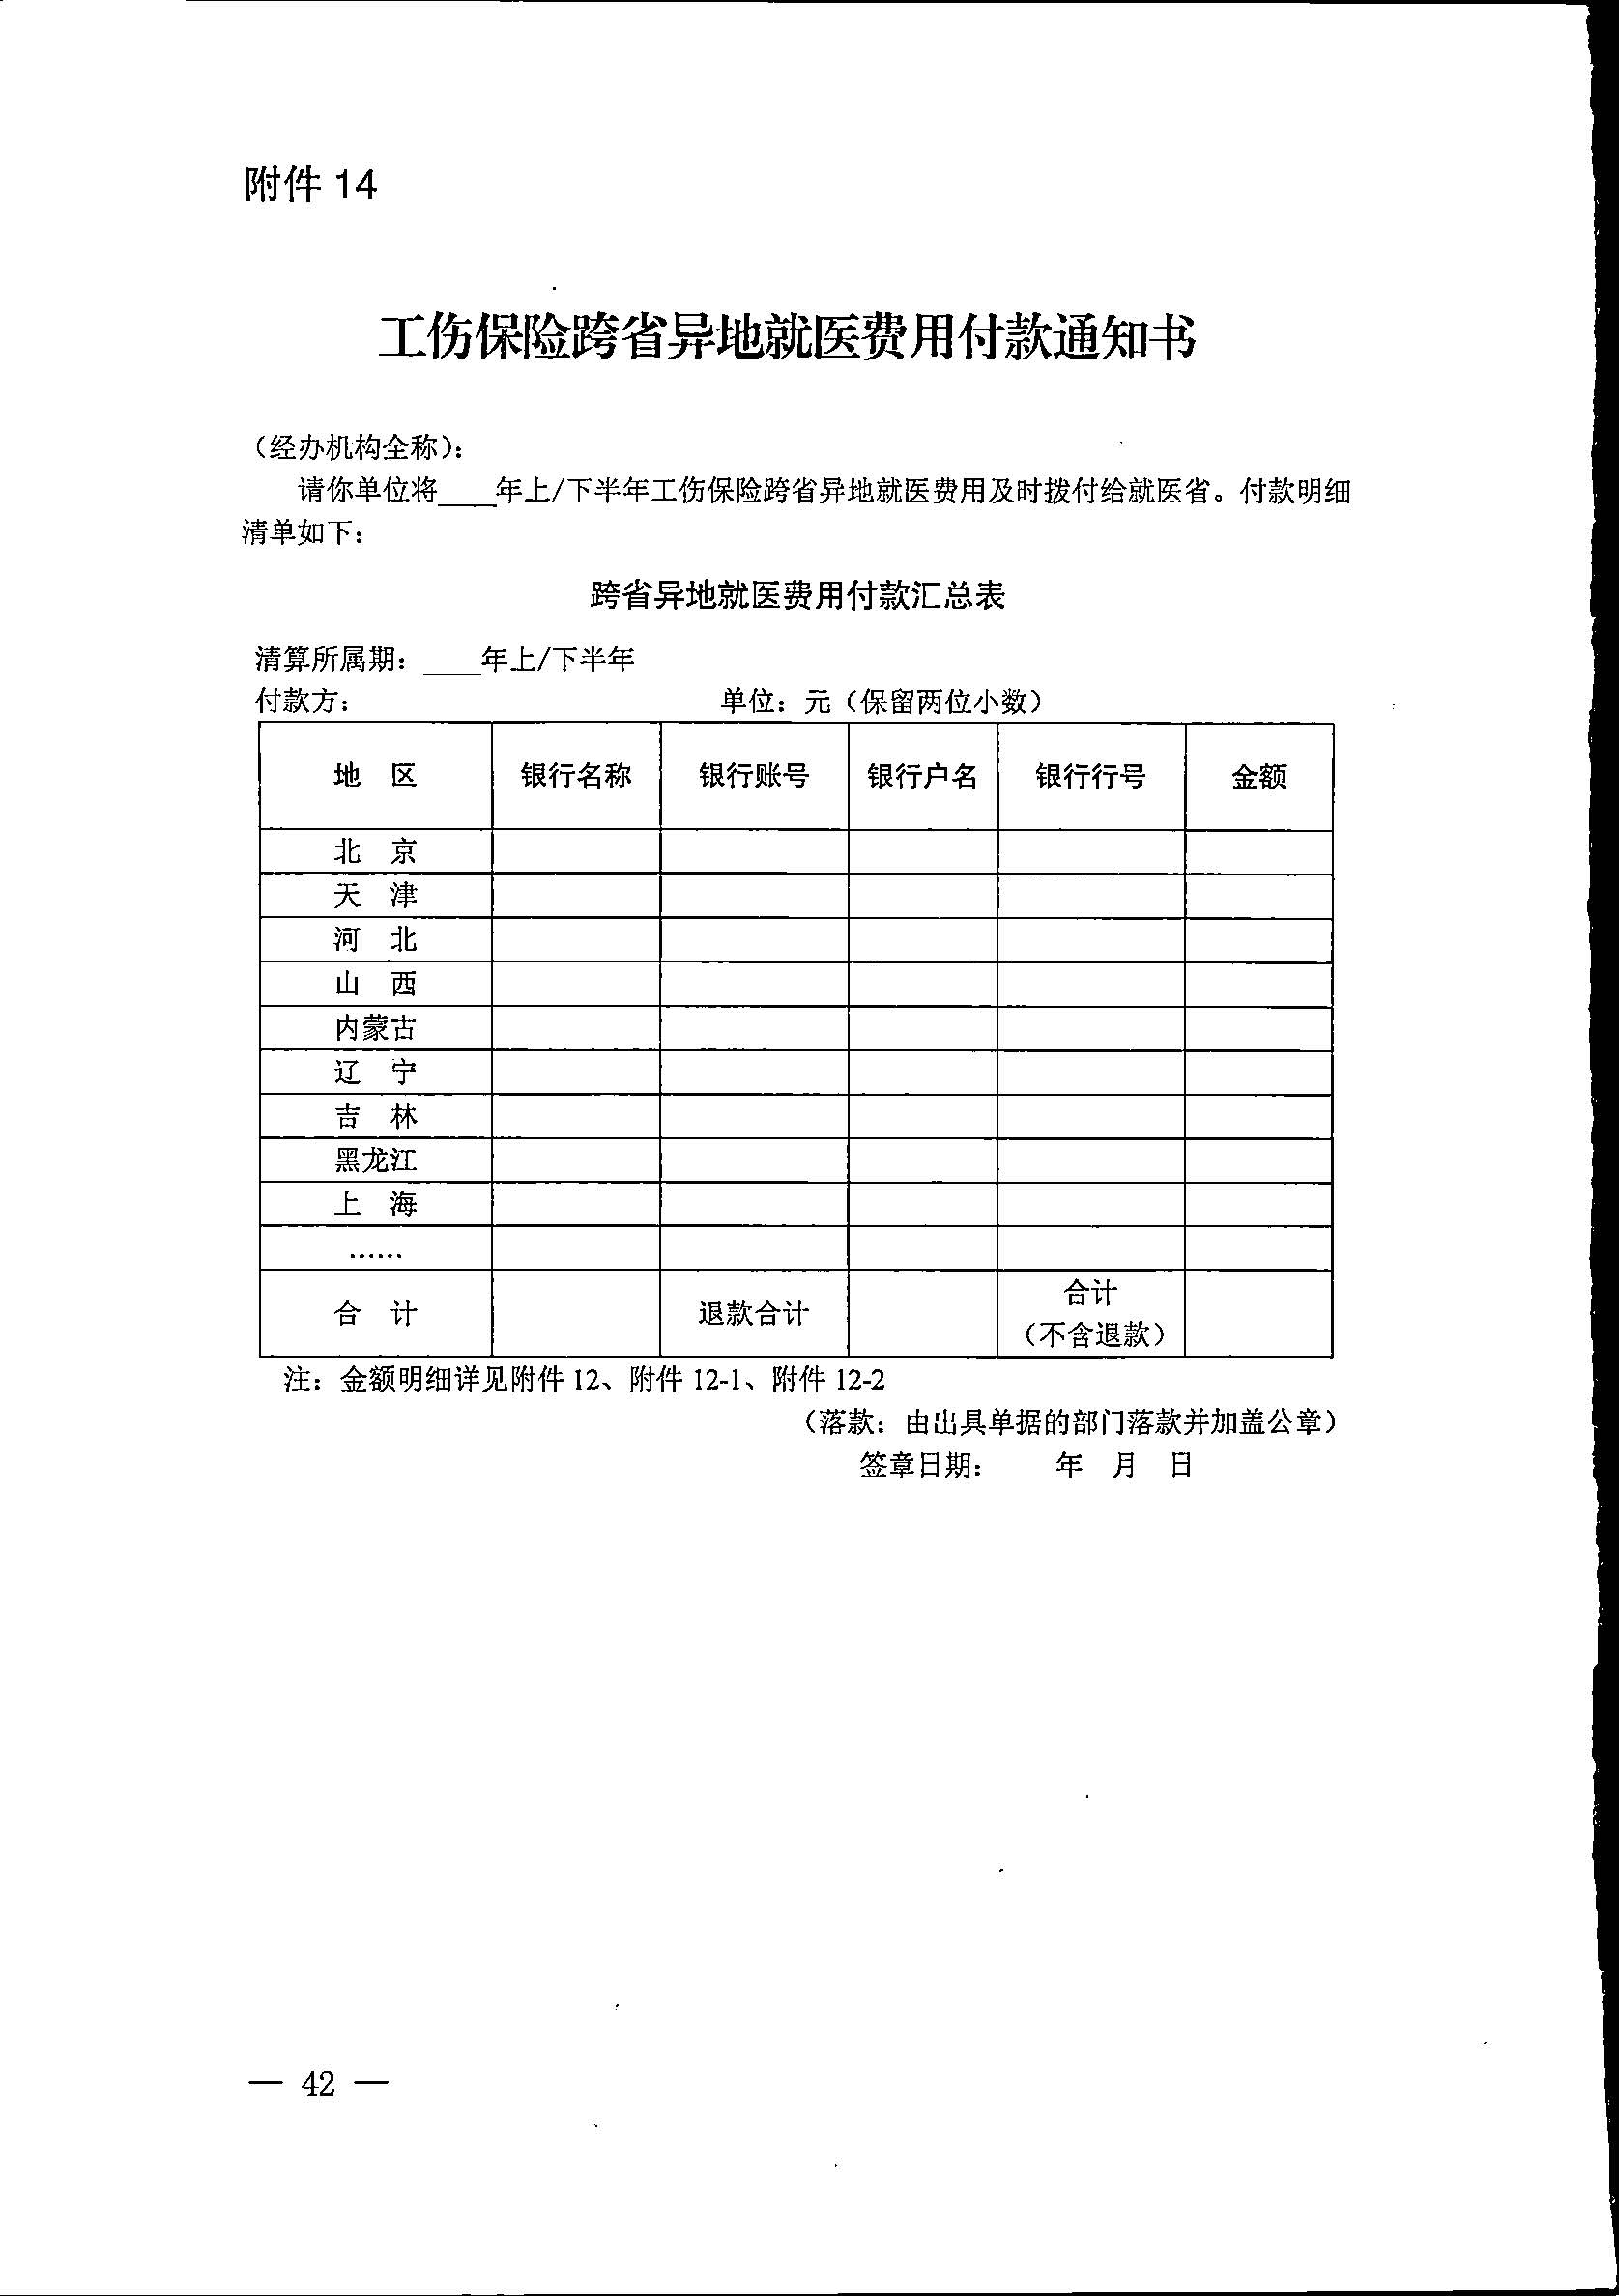 附件 14
工伤保险跨省异地就医费用付款通知书
（经办机构全称）：
请你单位将____年上/下半年工伤保险跨省异地就医费用及时拨付给就医省。付款明细
清单如下：
跨省异地就医费用付款汇总表
清算所属期：____年上/下半年
付款方： 单位：元（保留两位小数）
地 区 银行名称 银行账号 银行户名 银行行号 金额
北 京
天 津
河 北
山 西
内蒙古
辽 宁
吉 林
黑龙江
上 海
……
合 计 退款合计 合计
（不含退款）
注：金额明细详见附件 12、附件 12-1、附件 12-2
（落款：由出具单据的部门落款并加盖公章）
签章日期： 年 月 日
— 42 —